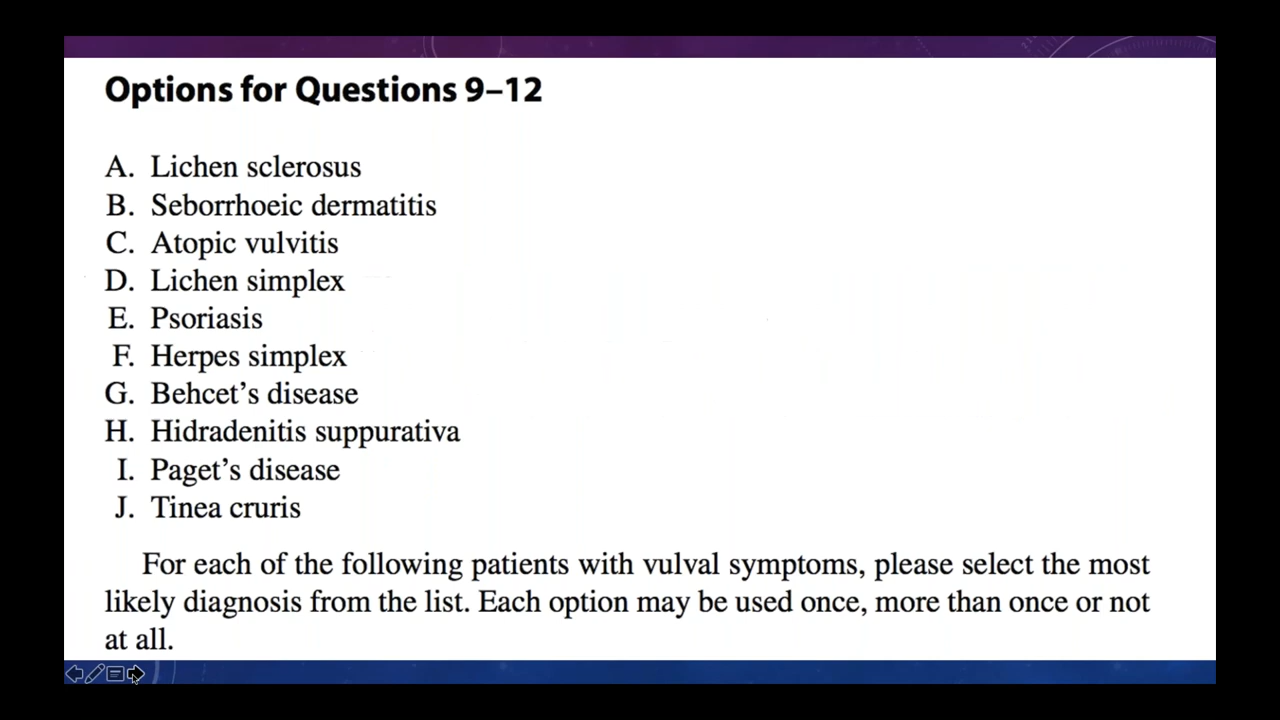 Options for Questions 9–12
A. Lichen sclerosus
B. Seborrhoeic dermatitis
C. Atopic vulvitis
D. Lichen simplex
E. Psoriasis
F. Herpes simplex
G. Behcet’s disease
H. Hidradenitis suppurativa
I. Paget’s disease
J. Tinea cruris
For each of the following patients with vulval symptoms, please select the most
likely diagnosis from the list. Each option may be used once, more than once or not
at all.